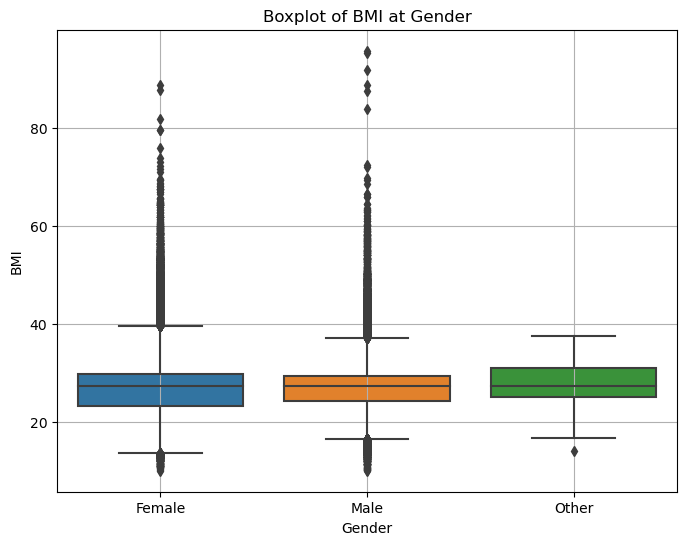 Boxplot of BMI at Gender
BMI
80
60
40
20
Female Male Other
Gender